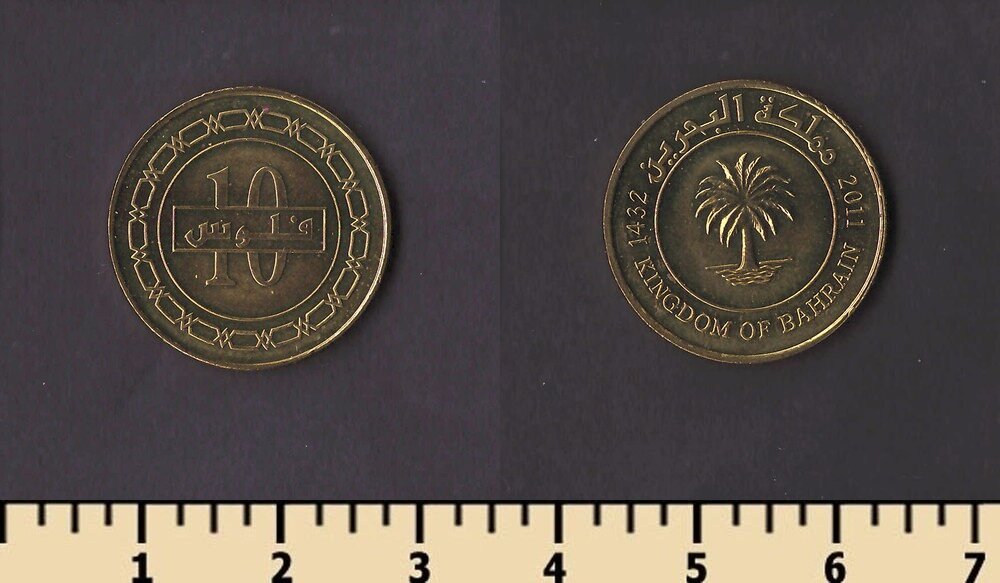 10
فلوس
مملكة البحرين
1432 KINGDOM OF BAHRAIN 2011
1 2 3 4 5 6 7